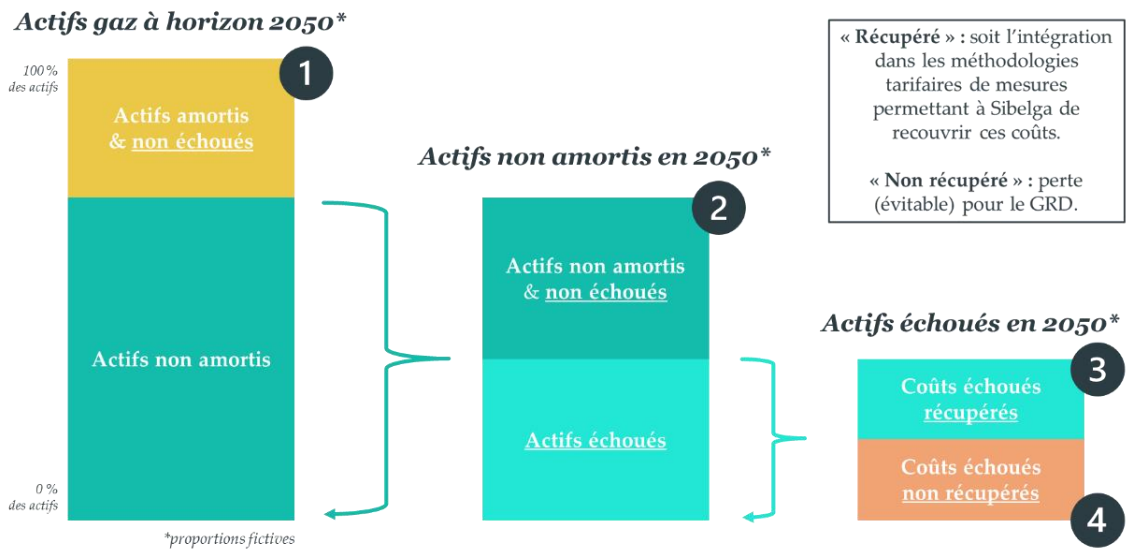 Actifs gaz à horizon 2050*
100 %
des actifs
1
Actifs amortis
& non échoués
Actifs non amortis
0 %
des actifs
*proportions fictives
Actifs non amortis en 2050*
2
Actifs non amortis
& non échoués
Actifs échoués
« Récupéré » : soit l’intégration
dans les méthodologies
tarifaires de mesures
permettant à Sibelga de
recouvrir ces coûts.
« Non récupéré » : perte
(évitable) pour le GRD.
Actifs échoués en 2050*
3
Coûts échoués
récupérés
Coûts échoués
non récupérés
4